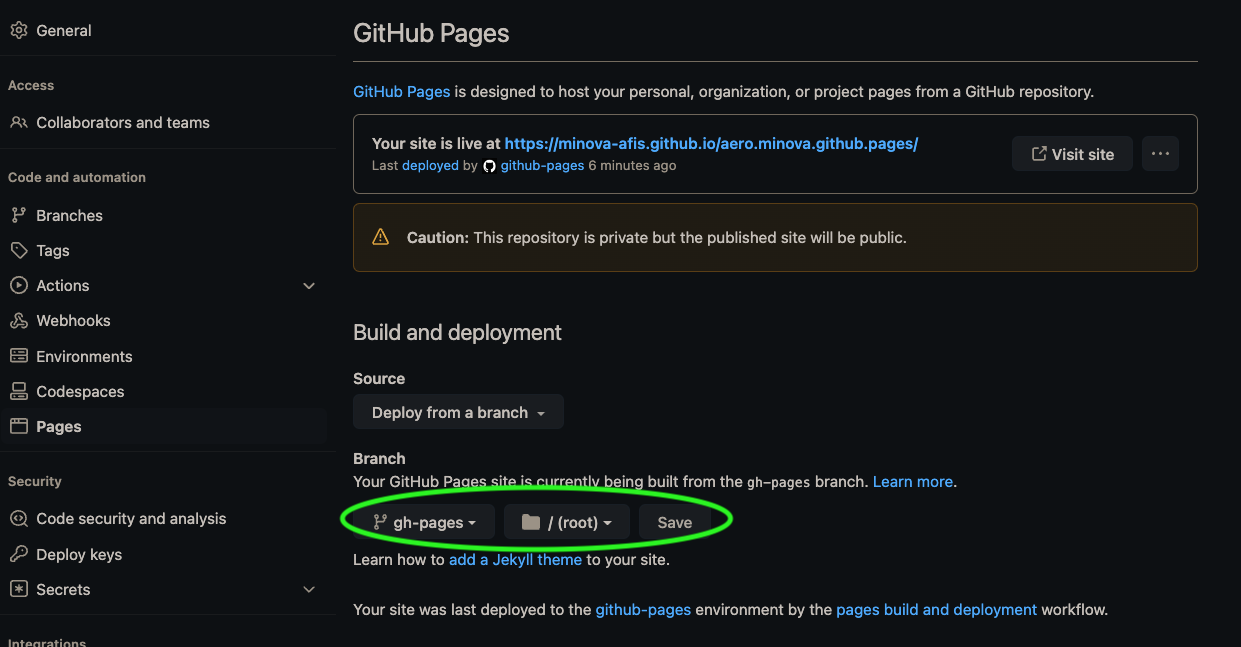 General
Access
Collaborators and teams
Code and automation
Branches
Tags
Actions
Webhooks
Environments
Codespaces
Pages
Security
Code security and analysis
Deploy keys
Secrets
Integrations
GitHub Pages
GitHub Pages is designed to host your personal, organization, or project pages from a GitHub repository.
Your site is live at https://minova-afis.github.io/aero.minova.github.pages/
Last deployed by github-pages 6 minutes ago
Visit site
Caution: This repository is private but the published site will be public.
Build and deployment
Source
Deploy from a branch
Branch
Your GitHub Pages site is currently being built from the gh-pages branch. Learn more.
gh-pages / (root) Save
Learn how to add a Jekyll theme to your site.
Your site was last deployed to the github-pages environment by the pages build and deployment workflow.